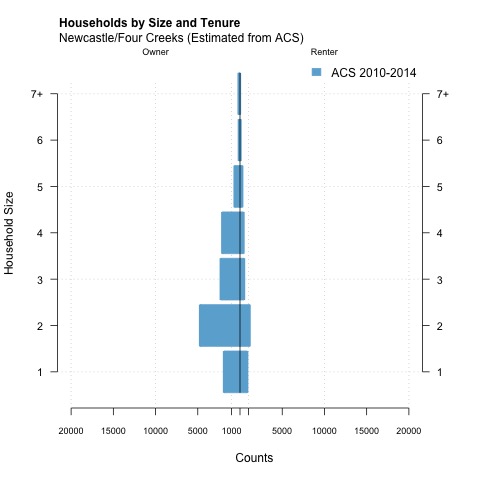 Households by Size and Tenure
Newcastle/Four Creeks (Estimated from ACS)
Owner Renter
ACS 2010-2014
7+ 7+
6 6
5 5
4 4
3 3
2 2
1 1
Household Size
20000 15000 10000 5000 1000 5000 10000 15000 20000
Counts